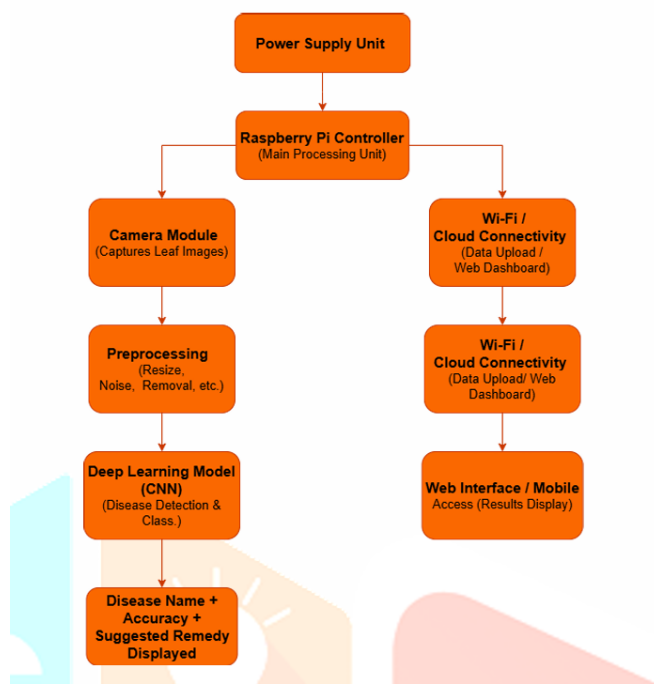 Power Supply Unit
Raspberry Pi Controller
(Main Processing Unit)
Camera Module
(Captures Leaf Images)
Wi-Fi /
Cloud Connectivity
(Data Upload /
Web Dashboard)
Preprocessing
(Resize,
Noise, Removal, etc.)
Wi-Fi /
Cloud Connectivity
(Data Upload/ Web
Dashboard)
Deep Learning Model
(CNN)
(Disease Detection &
Class.)
Web Interface / Mobile
Access (Results Display)
Disease Name +
Accuracy +
Suggested Remedy
Displayed